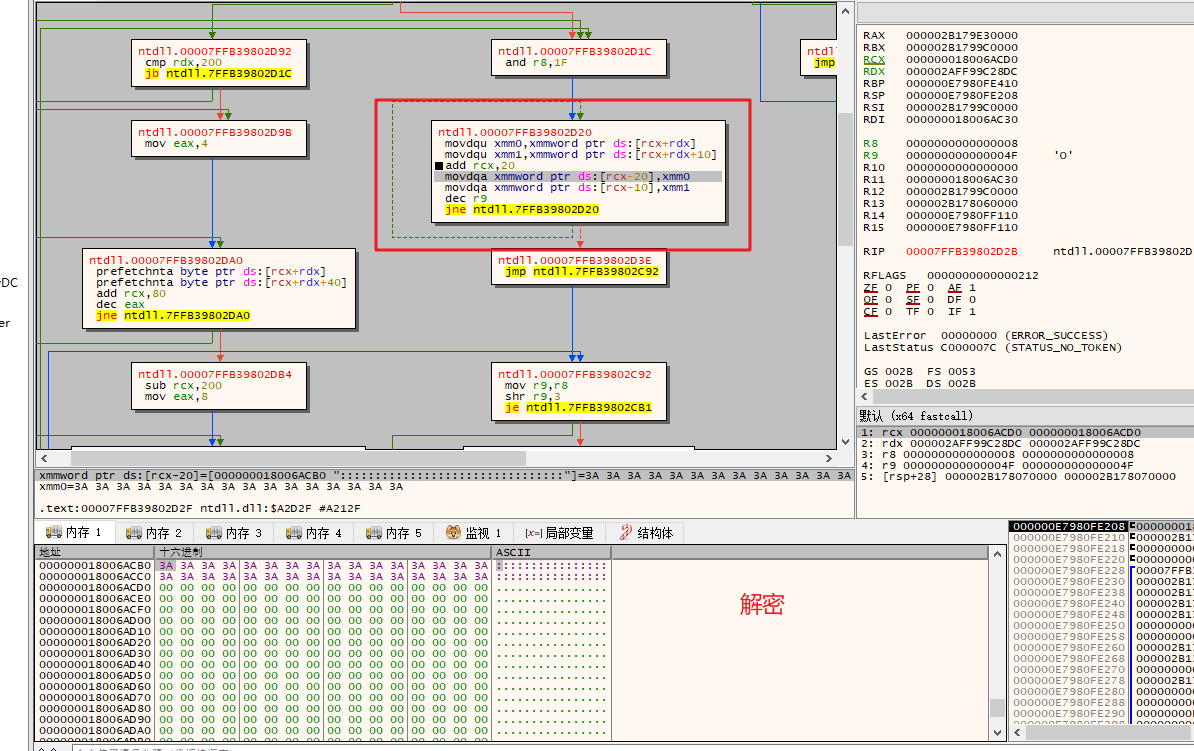 ntdll.00007FFB39802D92
cmp rdx,200
jb ntdll.7FFB39802D1C
ntdll.00007FFB39802D1C
and r8,1F
ntdl
jmp
ntdll.00007FFB39802D9B
mov eax,4
ntdll.00007FFB39802D20
movdqu xmm0,xmmword ptr ds:[rcx+rdx]
movdqu xmm1,xmmword ptr ds:[rcx+rdx+10]
add rcx,20
movdqa xmmword ptr ds:[rcx-20],xmm0
movdqa xmmword ptr ds:[rcx-10],xmm1
dec r9
jne ntdll.7FFB39802D20
ntdll.00007FFB39802DA0
prefetchnta byte ptr ds:[rcx+rdx]
prefetchnta byte ptr ds:[rcx+rdx+40]
add rcx,80
dec eax
jne ntdll.7FFB39802DA0
ntdll.00007FFB39802D3E
jmp ntdll.7FFB39802C92
ntdll.00007FFB39802DB4
sub rcx,200
mov eax,8
ntdll.00007FFB39802C92
mov r9,r8
shr r9,3
je ntdll.7FFB39802CB1
DC
er
RAX 000002B179E30000
RBX 000002B1799C0000
RCX 000000018006ACD0
RDX 000002AFF99C28DC
RBP 000000E7980FE410
RSP 000000E7980FE208
RSI 000002B1799C0000
RDI 000000018006AC30
R8 0000000000000008
R9 000000000000004F 'O'
R10 0000000000000000
R11 000000018006AC30
R12 000002B1799C0000
R13 000002B178060000
R14 000000E7980FF110
R15 000000E7980FF110
RIP 00007FFB39802D2B ntdll.00007FFB39802D
RFLAGS 0000000000000212
ZF 0 PF 0 AF 1
OF 0 SF 0 DF 0
CF 0 TF 0 IF 1
LastError 00000000 (ERROR_SUCCESS)
LastStatus C000007C (STATUS_NO_TOKEN)
GS 002B FS 0053
ES 002B DS 002B
默认 (x64 fastcall)
1: rcx 000000018006ACD0 000000018006ACD0
2: rdx 000002AFF99C28DC 000002AFF99C28DC
3: r8 0000000000000008 0000000000000008
4: r9 000000000000004F 000000000000004F
5: [rsp+28] 000002B178070000 000002B178070000
xmmword ptr ds:[rcx-20]=[000000018006ACB0 "::::::::::::::::::::::::::::::::"]=3A 3A 3A 3A 3A 3A 3A 3A 3A 3A 3A 3A 3A
xmm0=3A 3A 3A 3A 3A 3A 3A 3A 3A 3A 3A 3A 3A 3A 3A 3A
.text:00007FFB39802D2F ntdll.dll:$A2D2F #A212F
内存 1 内存 2 内存 3 内存 4 内存 5 监视 1 [x=] 局部变量 结构体
地址 十六进制 ASCII
000000018006ACB0 3A 3A 3A 3A 3A 3A 3A 3A 3A 3A 3A 3A 3A 3A 3A 3A ::::::::::::::::
000000018006ACC0 3A 3A 3A 3A 3A 3A 3A 3A 3A 3A 3A 3A 3A 3A 3A 3A ::::::::::::::::
000000018006ACD0 00 00 00 00 00 00 00 00 00 00 00 00 00 00 00 00 ................
000000018006ACE0 00 00 00 00 00 00 00 00 00 00 00 00 00 00 00 00 ................
000000018006ACF0 00 00 00 00 00 00 00 00 00 00 00 00 00 00 00 00 ................
000000018006AD00 00 00 00 00 00 00 00 00 00 00 00 00 00 00 00 00 ................
000000018006AD10 00 00 00 00 00 00 00 00 00 00 00 00 00 00 00 00 ................
000000018006AD20 00 00 00 00 00 00 00 00 00 00 00 00 00 00 00 00 ................
000000018006AD30 00 00 00 00 00 00 00 00 00 00 00 00 00 00 00 00 ................
000000018006AD40 00 00 00 00 00 00 00 00 00 00 00 00 00 00 00 00 ................
000000018006AD50 00 00 00 00 00 00 00 00 00 00 00 00 00 00 00 00 ................
000000018006AD60 00 00 00 00 00 00 00 00 00 00 00 00 00 00 00 00 ................
000000018006AD70 00 00 00 00 00 00 00 00 00 00 00 00 00 00 00 00 ................
000000018006AD80 00 00 00 00 00 00 00 00 00 00 00 00 00 00 00 00 ................
000000018006AD90 00 00 00 00 00 00 00 00 00 00 00 00 00 00 00 00 ................
000000018006ADA0 00 00 00 00 00 00 00 00 00 00 00 00 00 00 00 00 ................
解密
000000E7980FE208 00000018
000000E7980FE210 000002B1
000000E7980FE218 00000000
000000E7980FE220 00000000
000000E7980FE228 00007FFB
000000E7980FE230 000002B1
000000E7980FE238 00000000
000000E7980FE240 00000000
000000E7980FE248 000002B1
000000E7980FE250 00000000
000000E7980FE258 00000000
000000E7980FE260 000002B1
000000E7980FE268 000002B1
000000E7980FE270 00000000
000000E7980FE278 000002B1
000000E7980FE280 00000000
000000E7980FE288 00000000
000000E7980FE290 00000000